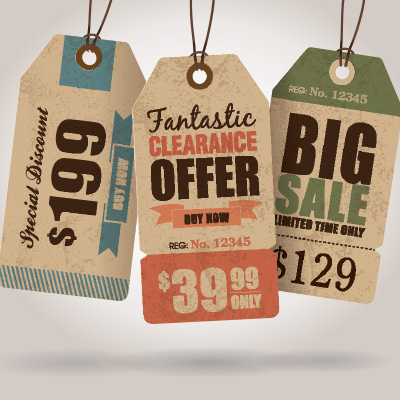 Special Discount
$199
BUY NOW
Fantastic
CLEARANCE
OFFER
BUY NOW
REG: No. 12345
$39.99
ONLY
REG: No. 12345
BIG
SALE
LIMITED TIME ONLY
$129